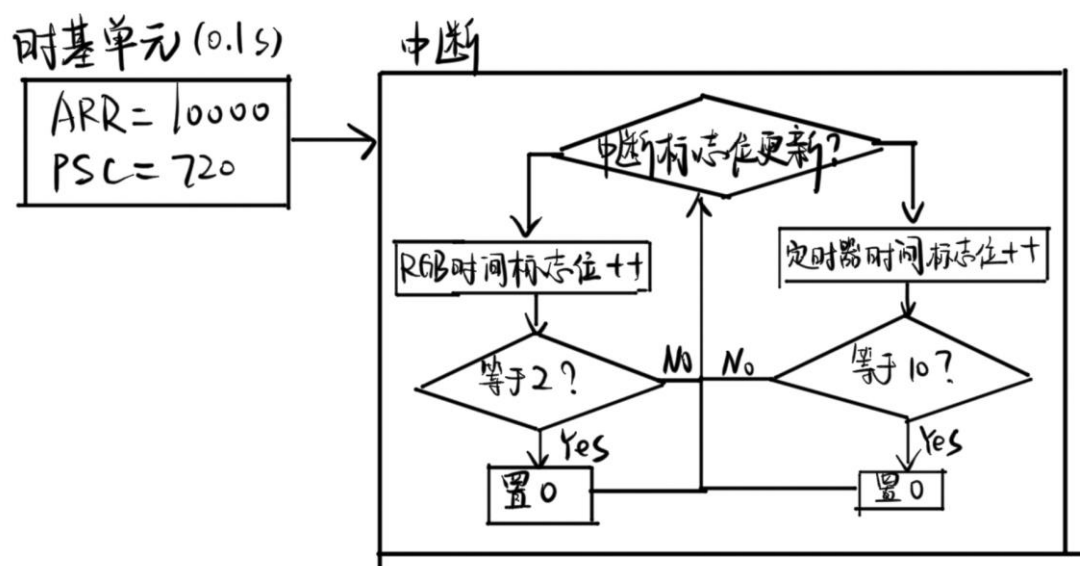 时基单元(0.1s)
ARR=10000
PSC=720
中断
中断标志位更新?
RGB时间标志位++
定时器时间标志位++
等于2?
No
No
等于10?
Yes
Yes
置0
置0